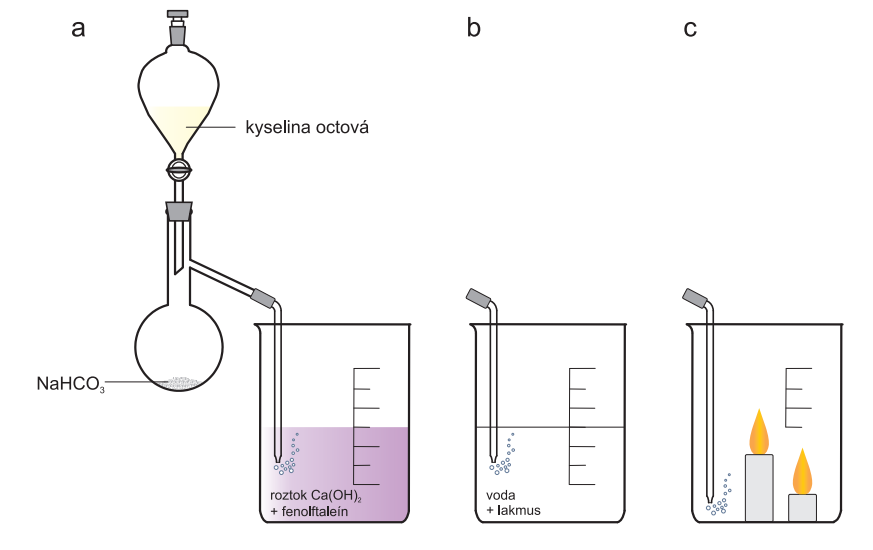 a
b
c
kyselina octová
NaHCO₃
roztok Ca(OH)₂
+ fenolftaleín
voda
+ lakmus